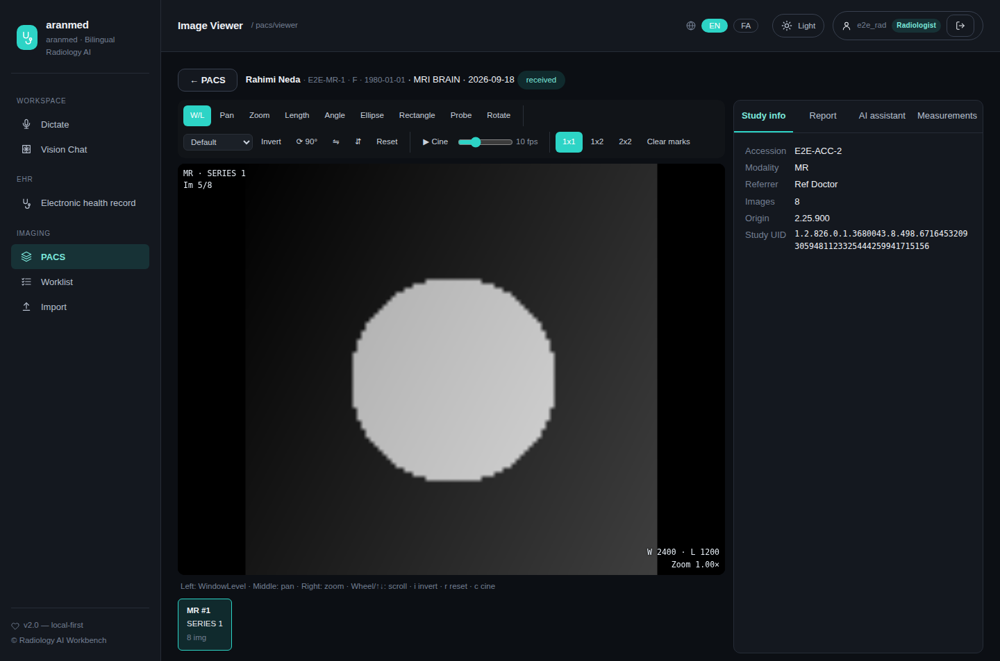 aranmed
aranmed · Bilingual
Radiology AI
WORKSPACE
Dictate
Vision Chat
EHR
Electronic health record
IMAGING
PACS
Worklist
Import
v2.0 — local-first
© Radiology AI Workbench
Image Viewer / pacs/viewer
EN FA Light e2e_rad Radiologist
← PACS Rahimi Neda · E2E-MR-1 · F · 1980-01-01 · MRI BRAIN · 2026-09-18 received
W/L Pan Zoom Length Angle Ellipse Rectangle Probe Rotate
Default Invert ⟳ 90° ⇋ ⇵ Reset ▶ Cine 10 fps 1x1 1x2 2x2 Clear marks
MR · SERIES 1
Im 5/8
W 2400 · L 1200
Zoom 1.00×
Left: WindowLevel · Middle: pan · Right: zoom · Wheel/↑↓: scroll · i invert · r reset · c cine
MR #1
SERIES 1
8 img
Study info Report AI assistant Measurements
Accession E2E-ACC-2
Modality MR
Referrer Ref Doctor
Images 8
Origin 2.25.900
Study UID 1.2.826.0.1.3680043.8.498.6716453209
3059481123325444259941715156